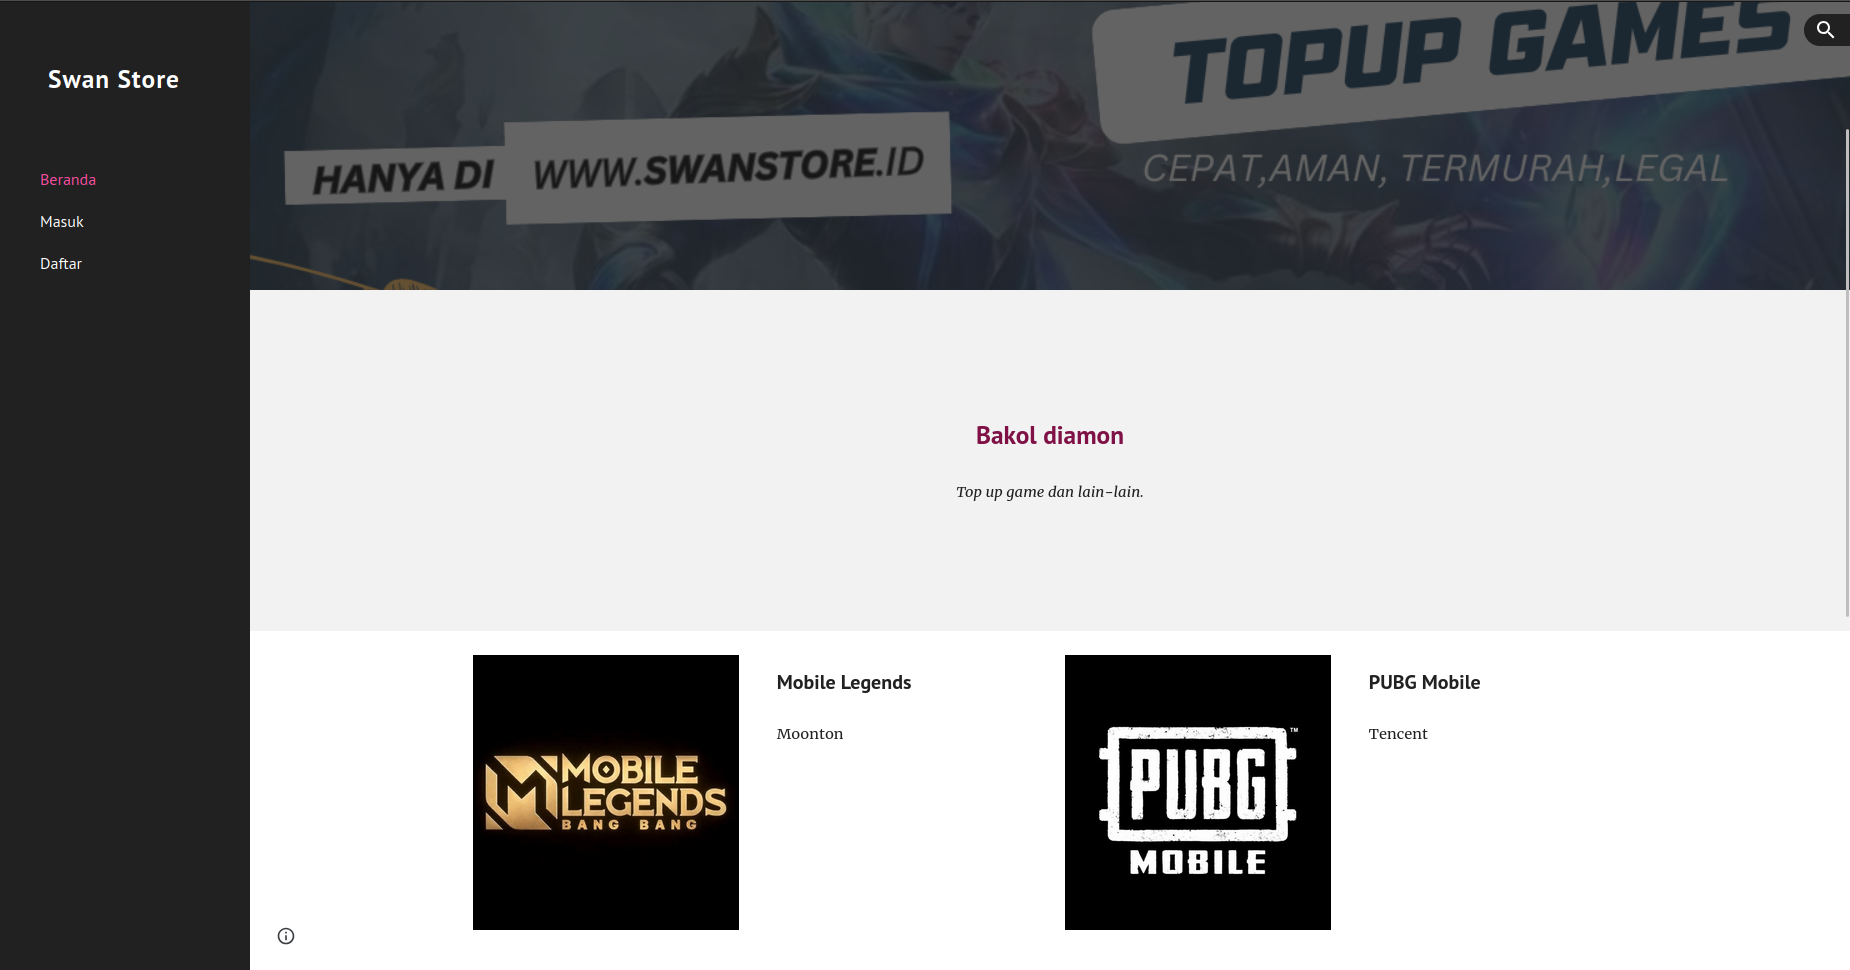 Swan Store
Beranda
Masuk
Daftar
TOPUP GAMES
HANYA DI
WWW.SWANSTORE.ID
CEPAT,AMAN, TERMURAH,LEGAL
Bakol diamon
Top up game dan lain-lain.
MOBILE
LEGENDS
BANG BANG
Mobile Legends
Moonton
PUBG
™
MOBILE
PUBG Mobile
Tencent